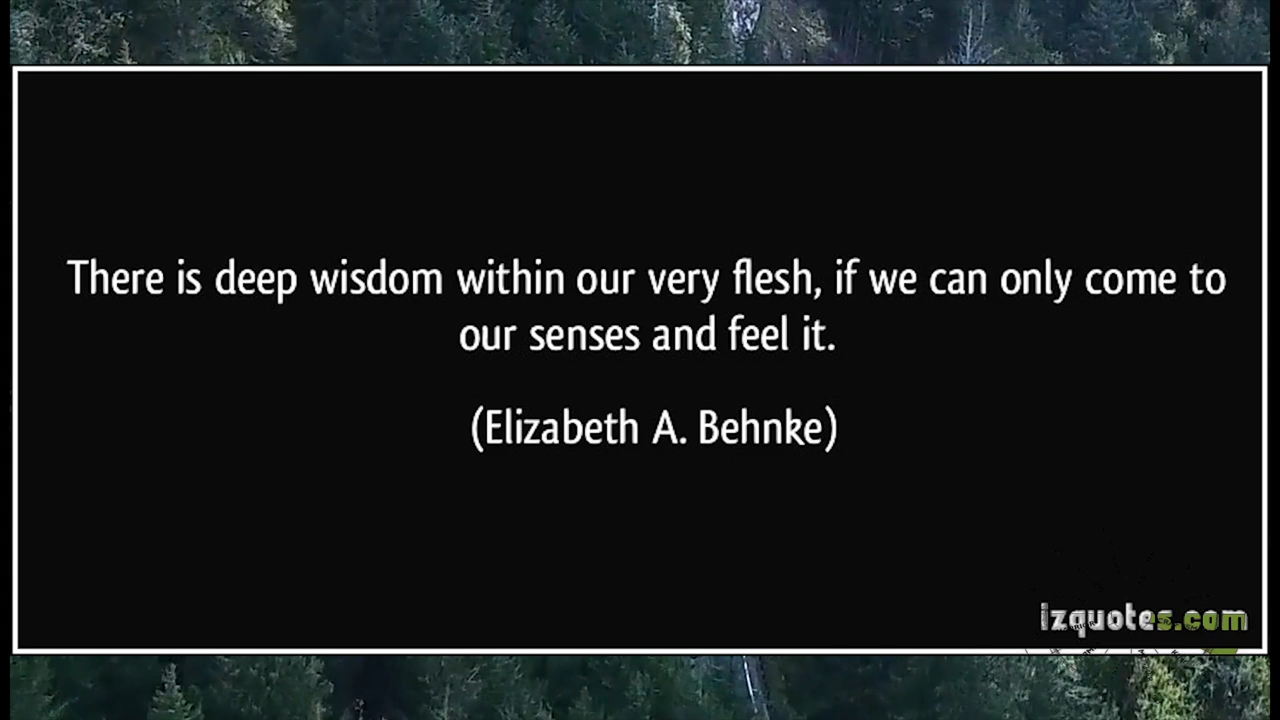 There is deep wisdom within our very flesh, if we can only come to
our senses and feel it.
(Elizabeth A. Behnke)
izquotes.com